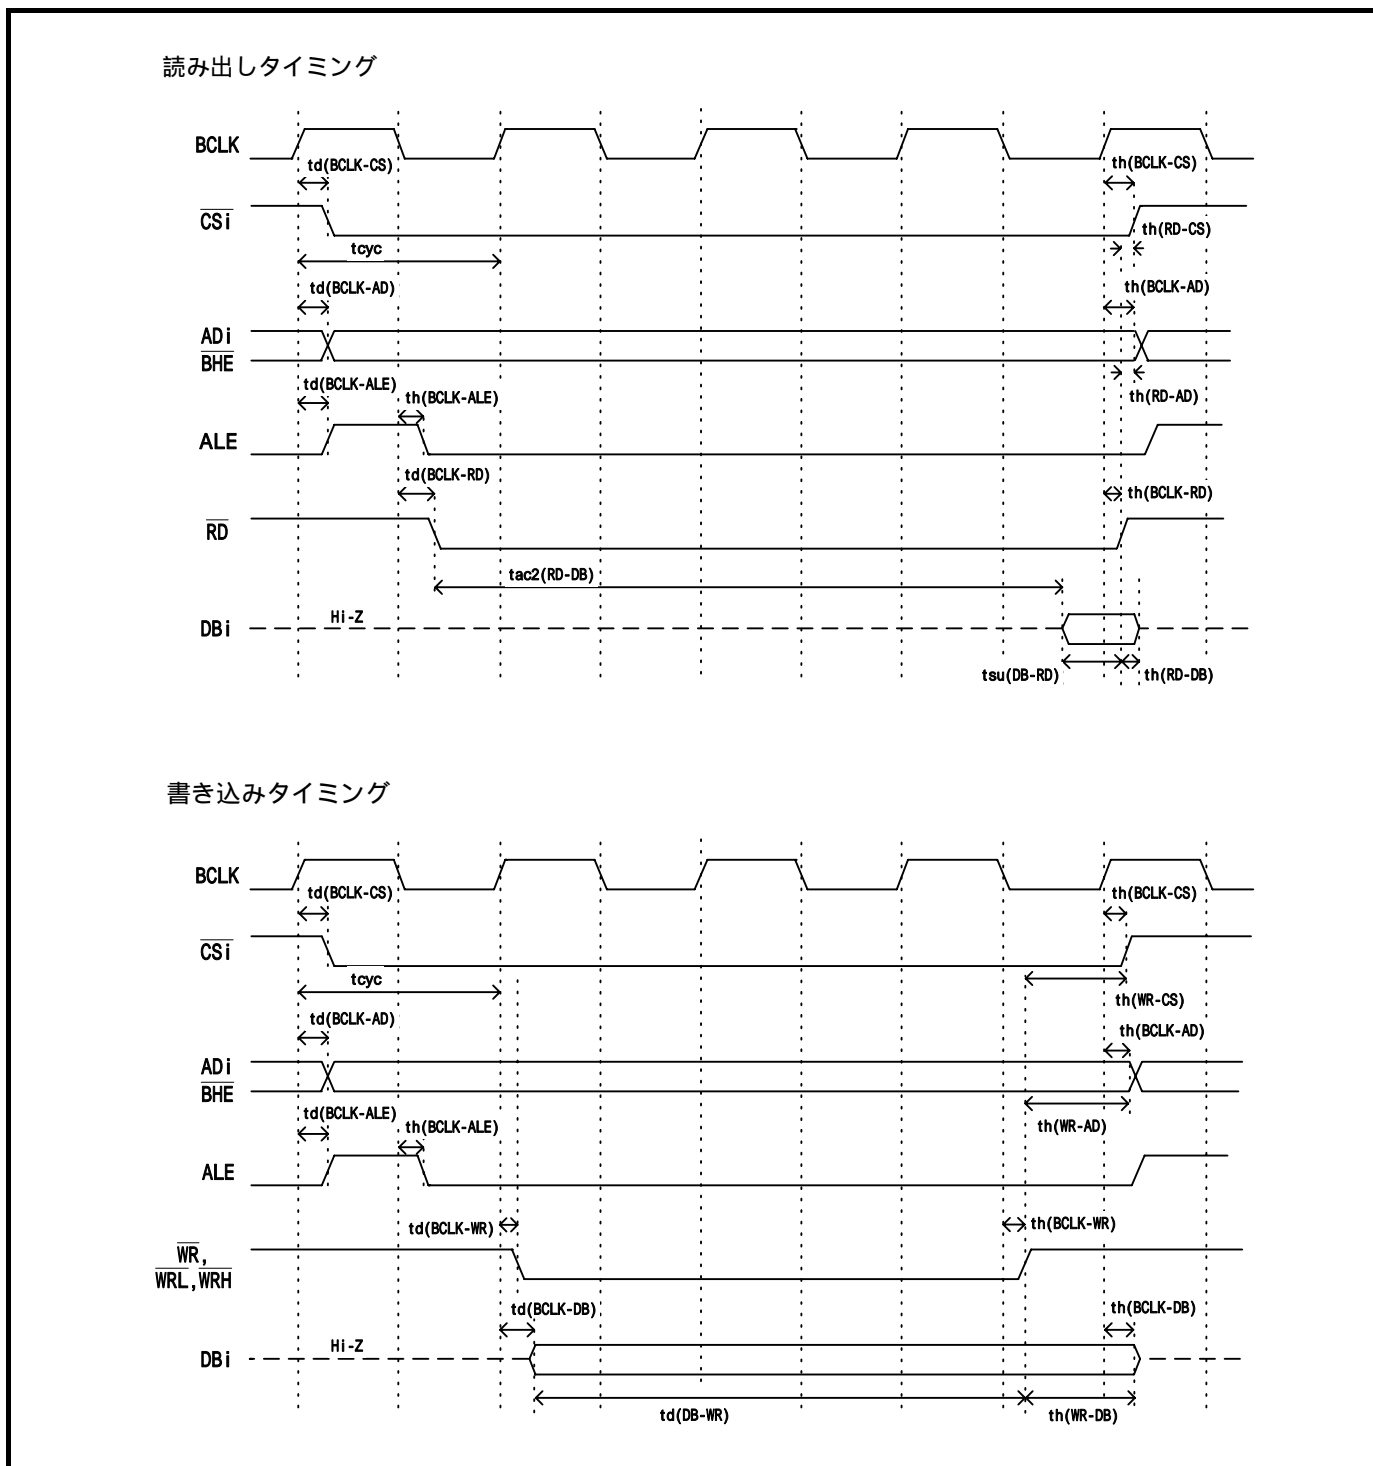 読み出しタイミング
BCLK
td(BCLK-CS)
th(BCLK-CS)
CSi
th(RD-CS)
tcyc
td(BCLK-AD)
th(BCLK-AD)
ADi
BHE
td(BCLK-ALE)
th(BCLK-ALE)
th(RD-AD)
ALE
td(BCLK-RD)
th(BCLK-RD)
RD
tac2(RD-DB)
Hi-Z
DBi
tsu(DB-RD)
th(RD-DB)
書き込みタイミング
BCLK
td(BCLK-CS)
th(BCLK-CS)
CSi
tcyc
th(WR-CS)
td(BCLK-AD)
th(BCLK-AD)
ADi
BHE
td(BCLK-ALE)
th(BCLK-ALE)
th(WR-AD)
ALE
td(BCLK-WR)
th(BCLK-WR)
WR,
WRL,WRH
td(BCLK-DB)
th(BCLK-DB)
Hi-Z
DBi
td(DB-WR)
th(WR-DB)